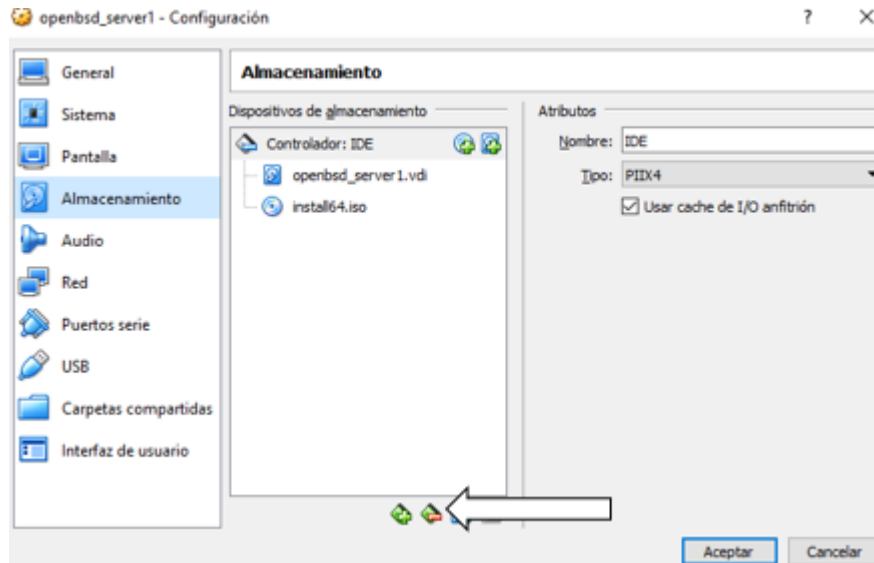 openbsd_server1 - Configuración
?
General
Sistema
Pantalla
Almacenamiento
Audio
Red
Puertos serie
USB
Carpetas compartidas
Interfaz de usuario
Almacenamiento
Dispositivos de almacenamiento
Controlador: IDE
openbsd_server1.vdi
install64.iso
Atributos
Nombre: IDE
Tipo: PIIX4
Usar cache de I/O anfitrión
Aceptar
Cancelar